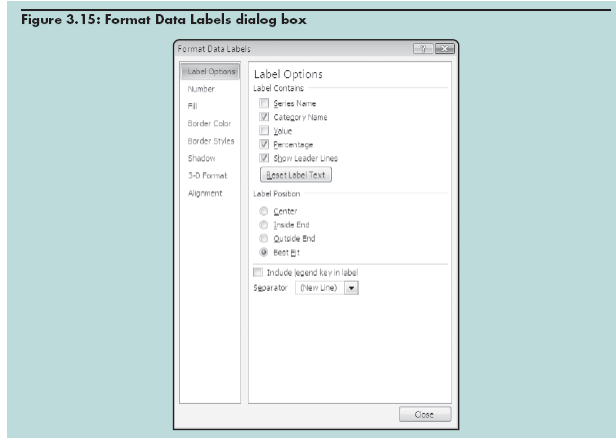 Figure 3.15: Format Data Labels dialog box
Format Data Labels
Label Options
Number
Fill
Border Color
Border Styles
Shadow
3-D Format
Alignment
Label Options
Label Contains
Series Name
Category Name
Value
Percentage
Show Leader Lines
Reset Label Text
Label Position
Center
Inside End
Outside End
Best Fit
Include legend key in label
Separator (New Line)
Close